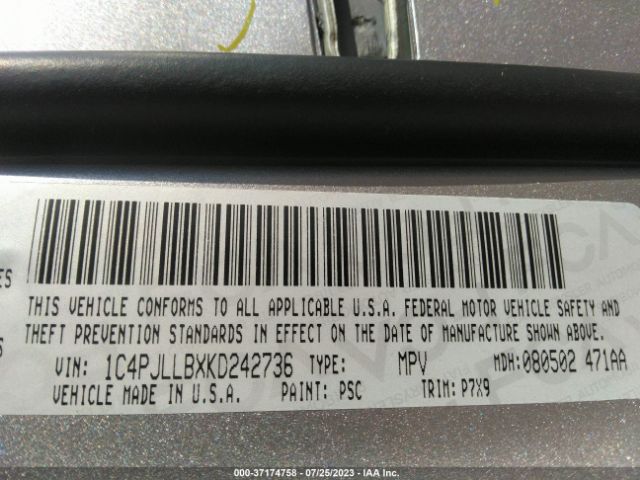 ES
THIS VEHICLE CONFORMS TO ALL APPLICABLE U.S.A. FEDERAL MOTOR VEHICLE SAFETY AND
THEFT PREVENTION STANDARDS IN EFFECT ON THE DATE OF MANUFACTURE SHOWN ABOVE.
S
VIN: 1C4PJLLBXKD242736 TYPE: MPV MDH:080502 471AA
VEHICLE MADE IN U.S.A. PAINT: PSC TRIM: P7X9
000-37174758 - 07/25/2023 - IAA Inc.